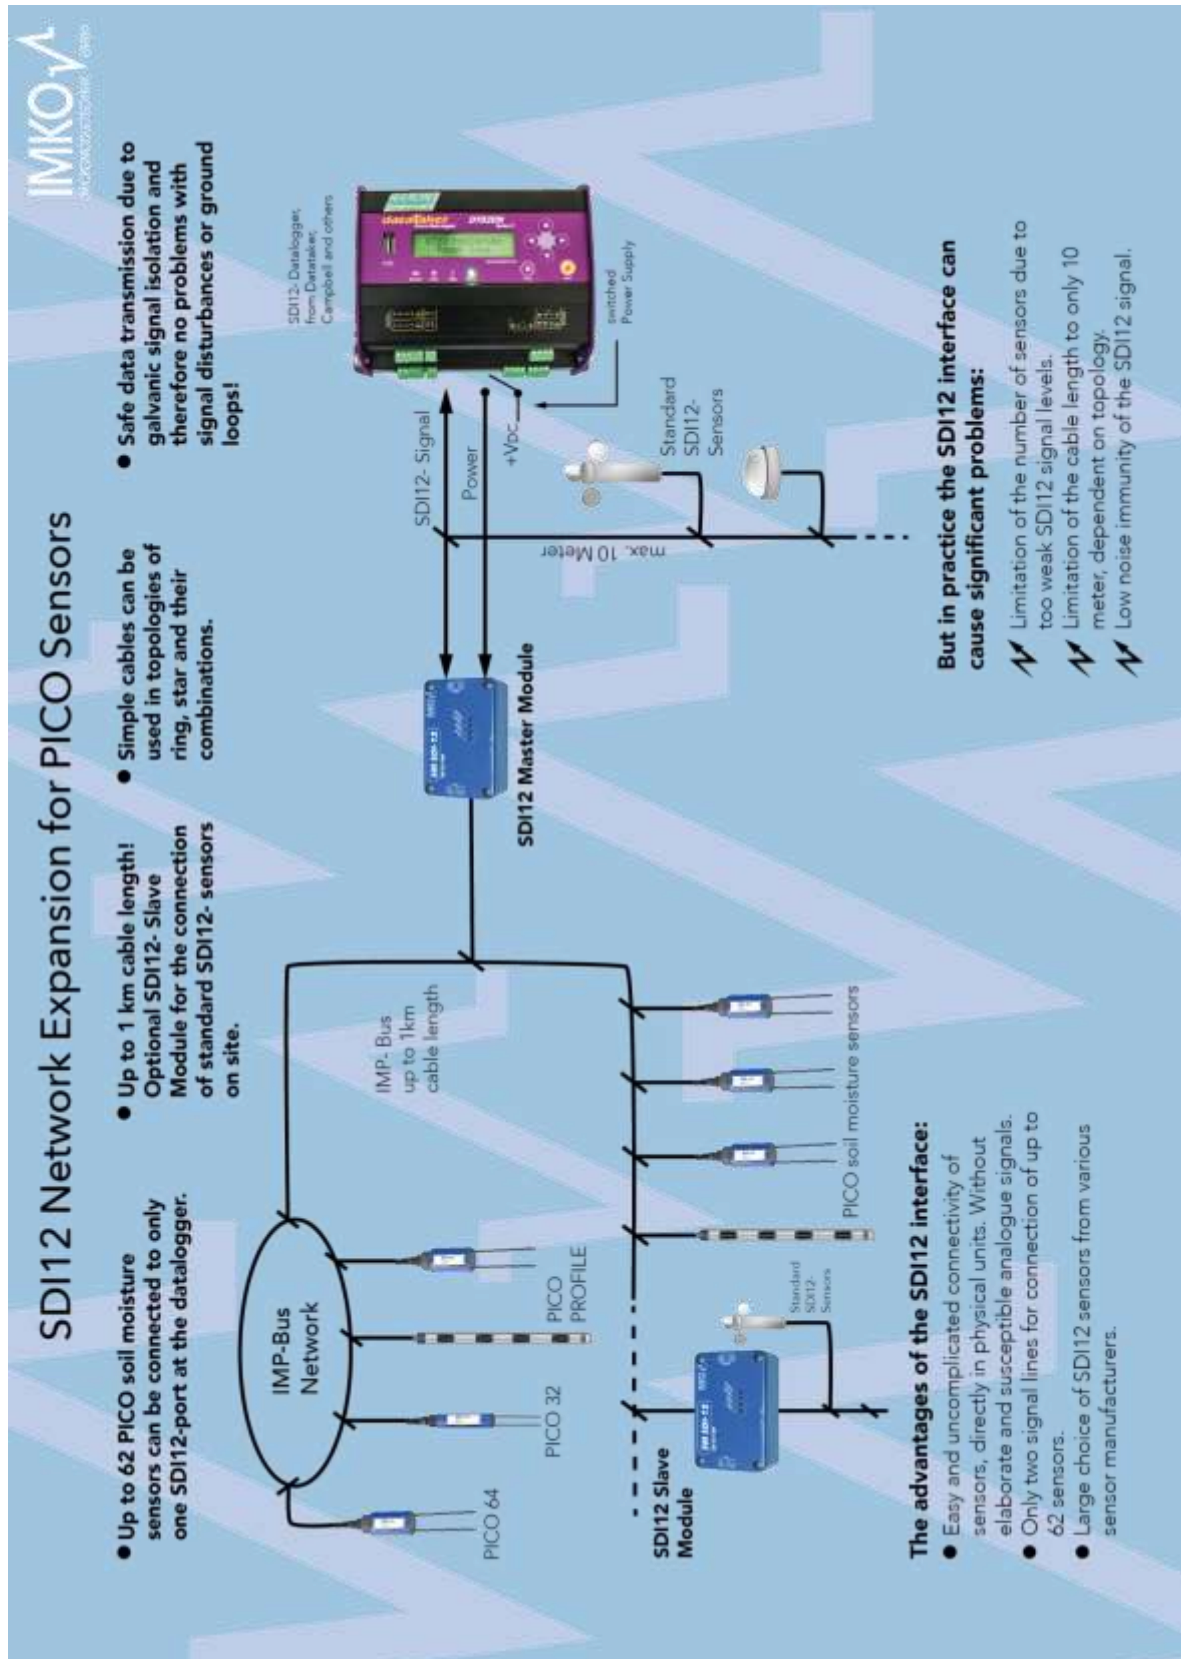 IMKO
SDI12 Network Expansion for PICO Sensors
● Up to 62 PICO soil moisture
sensors can be connected to only
one SDI12-port at the datalogger.
● Up to 1 km cable length!
Optional SDI12- Slave
Module for the connection
of standard SDI12- sensors
on site.
● Simple cables can be
used in topologies of
ring, star and their
combinations.
● Safe data transmission due to
galvanic signal isolation and
therefore no problems with
signal disturbances or ground
loops!
IMP-Bus
Network
PICO 64
PICO 32
PICO
PROFILE
IMP- Bus
up to 1km
cable length
SDI12- Datalogger,
from Datataker,
Campbell and others
dataTaker
SDI12- Signal
Power
+VDC
switched
Power Supply
SDI12 Master Module
max. 10 Meter
Standard
SDI12-
Sensors
SDI12 Slave
Module
Standard
SDI12-
Sensors
PICO soil moisture sensors
The advantages of the SDI12 interface:
● Easy and uncomplicated connectivity of
sensors, directly in physical units. Without
elaborate and susceptible analogue signals.
● Only two signal lines for connection of up to
62 sensors.
● Large choice of SDI12 sensors from various
sensor manufacturers.
But in practice the SDI12 interface can
cause significant problems:
Limitation of the number of sensors due to
too weak SDI12 signal levels.
Limitation of the cable length to only 10
meter, dependent on topology.
Low noise immunity of the SDI12 signal.